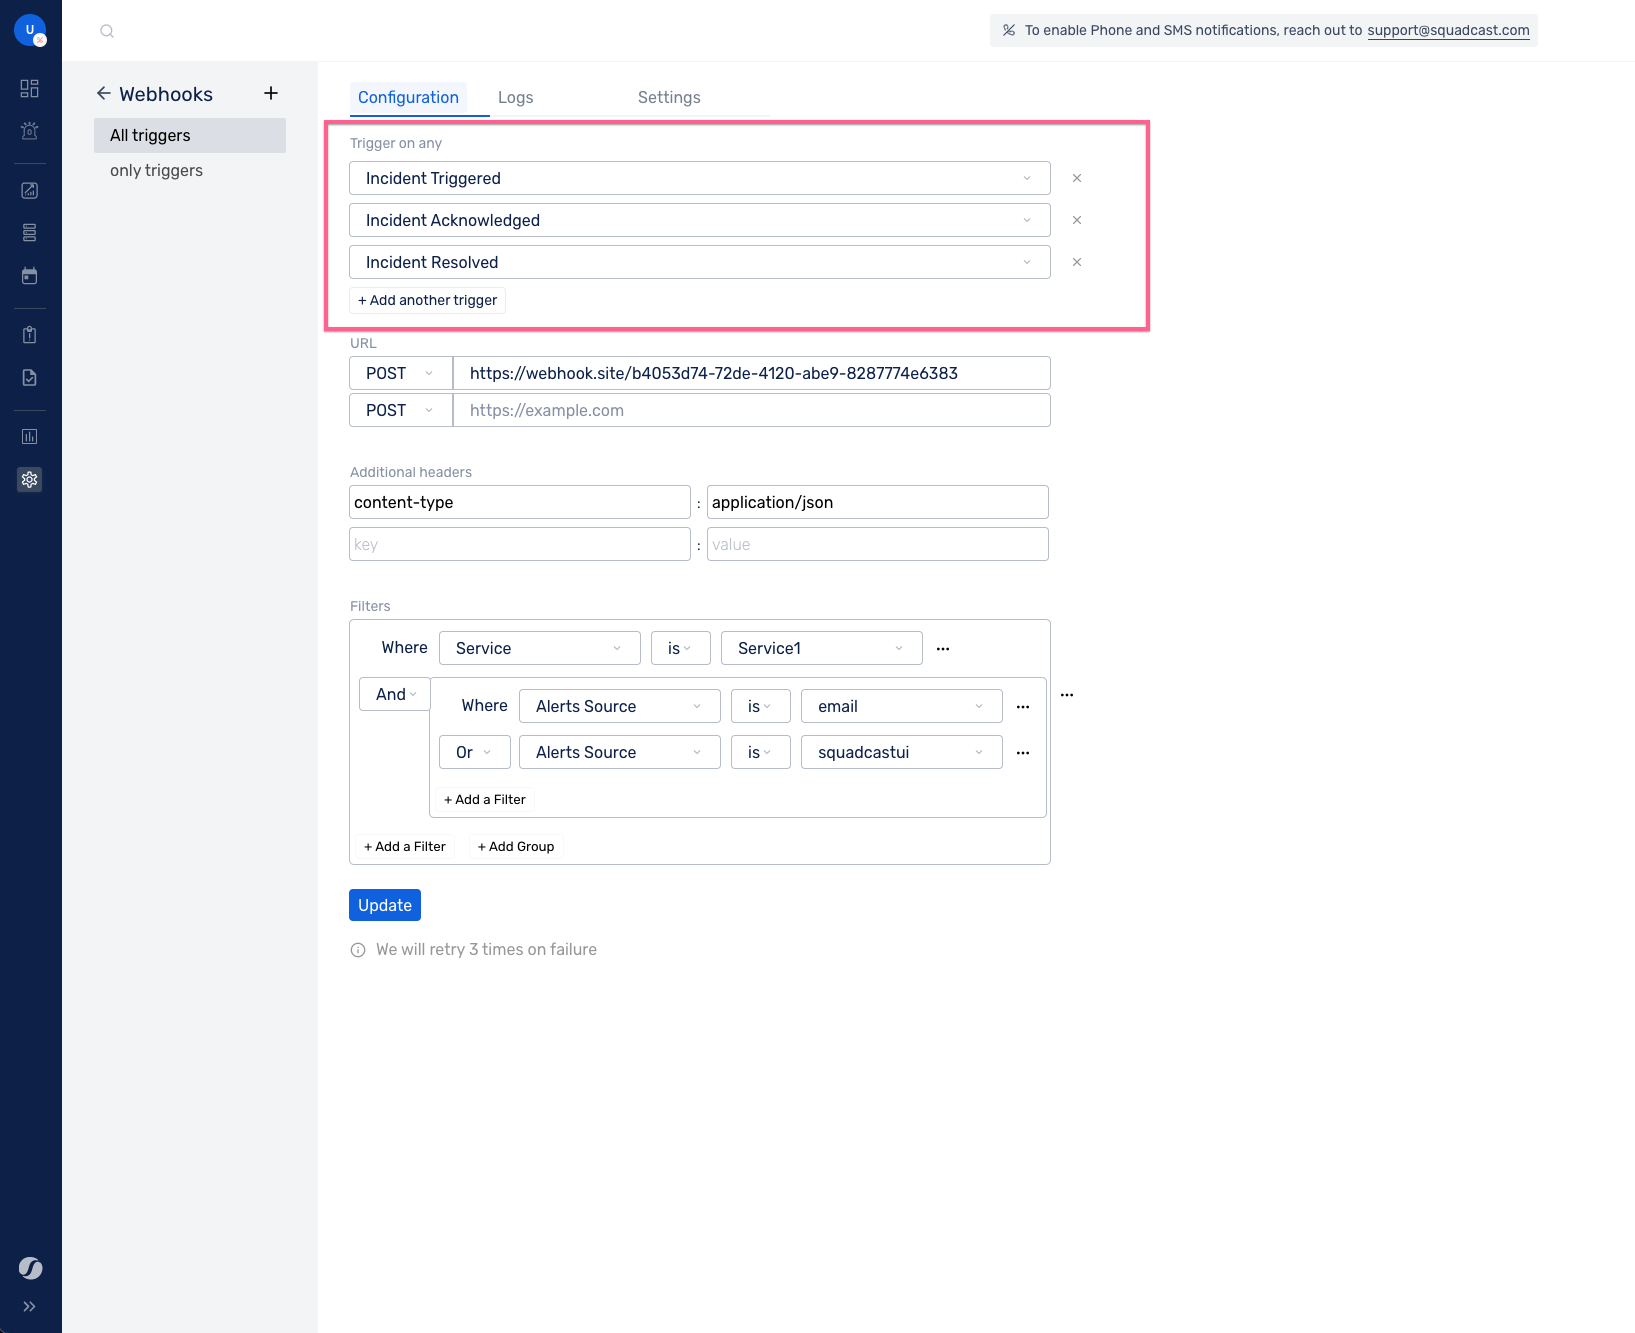 U
To enable Phone and SMS notifications, reach out to support@squadcast.com
Webhooks
All triggers
only triggers
Configuration Logs Settings
Trigger on any
Incident Triggered
Incident Acknowledged
Incident Resolved
+ Add another trigger
URL
POST https://webhook.site/b4053d74-72de-4120-abe9-8287774e6383
POST https://example.com
Additional headers
content-type : application/json
key : value
Filters
Where Service is Service1 ...
And ...
Where Alerts Source is email ...
Or Alerts Source is squadcastui ...
+ Add a Filter
+ Add a Filter + Add Group
Update
We will retry 3 times on failure